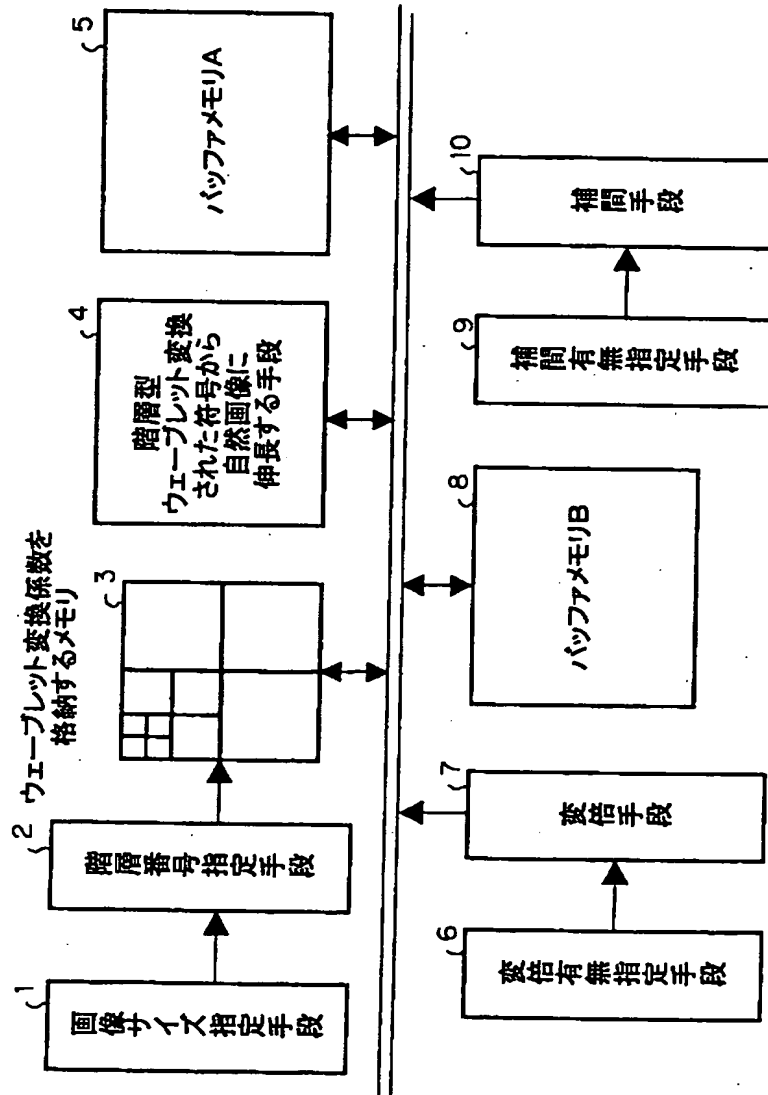 1
画像サイズ指定手段
2
階層番号指定手段
ウェーブレット変換係数を
格納するメモリ
3
4
階層型
ウェーブレット変換
された符号から
自然画像に
伸長する手段
5
バッファメモリA
6
変倍有無指定手段
7
変倍手段
8
バッファメモリB
9
補間有無指定手段
10
補間手段